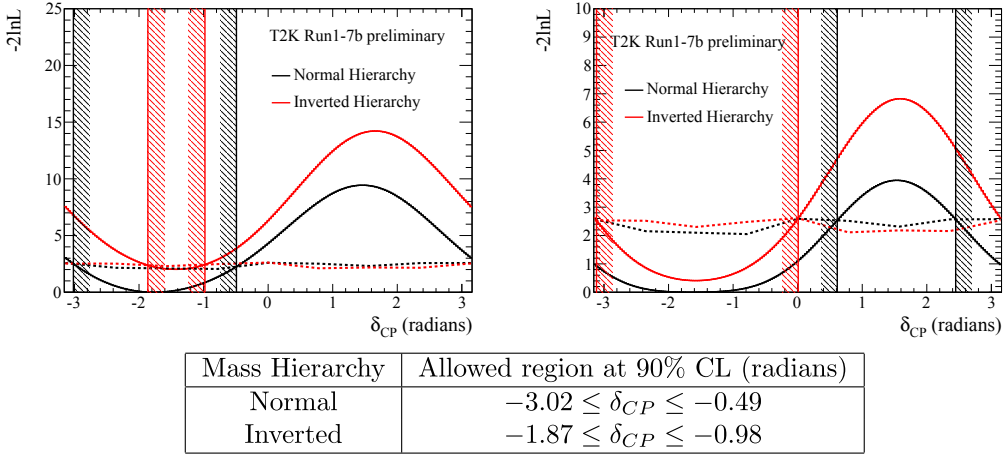 -2lnL
25
20
15
10
5
0
T2K Run1-7b preliminary
Normal Hierarchy
Inverted Hierarchy
-3 -2 -1 0 1 2 3
δCP (radians)
-2lnL
10
9
8
7
6
5
4
3
2
1
0
T2K Run1-7b preliminary
Normal Hierarchy
Inverted Hierarchy
-3 -2 -1 0 1 2 3
δCP (radians)
Mass Hierarchy Allowed region at 90% CL (radians)
Normal −3.02 ≤ δCP ≤ −0.49
Inverted −1.87 ≤ δCP ≤ −0.98